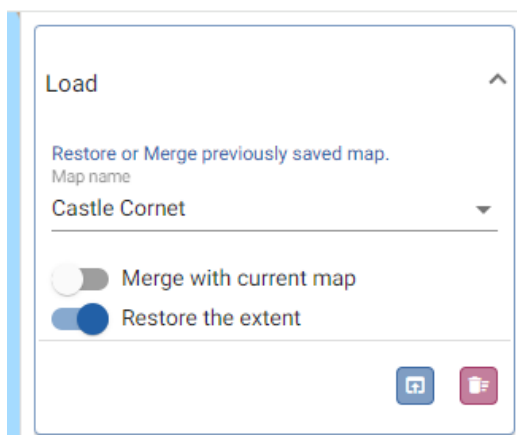 Load
Restore or Merge previously saved map.
Map name
Castle Cornet
Merge with current map
Restore the extent